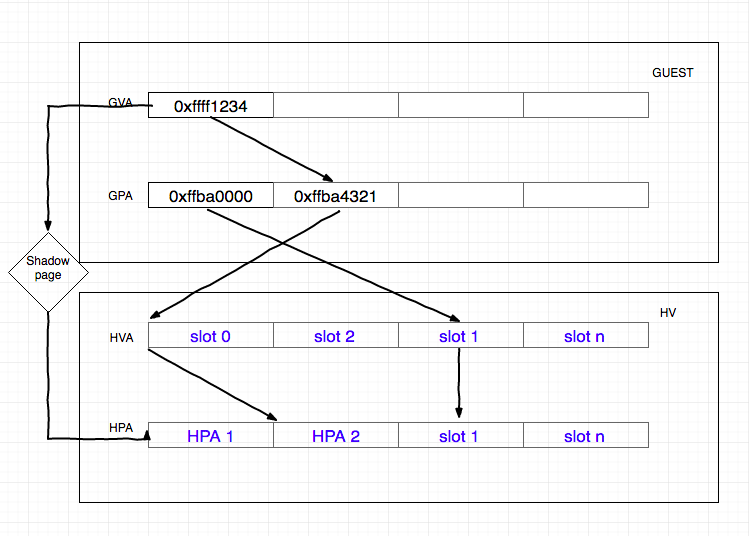 GUEST
GVA
0xffff1234
GPA
0xffba0000
0xffba4321
Shadow
page
HV
HVA
slot 0
slot 2
slot 1
slot n
HPA
HPA 1
HPA 2
slot 1
slot n